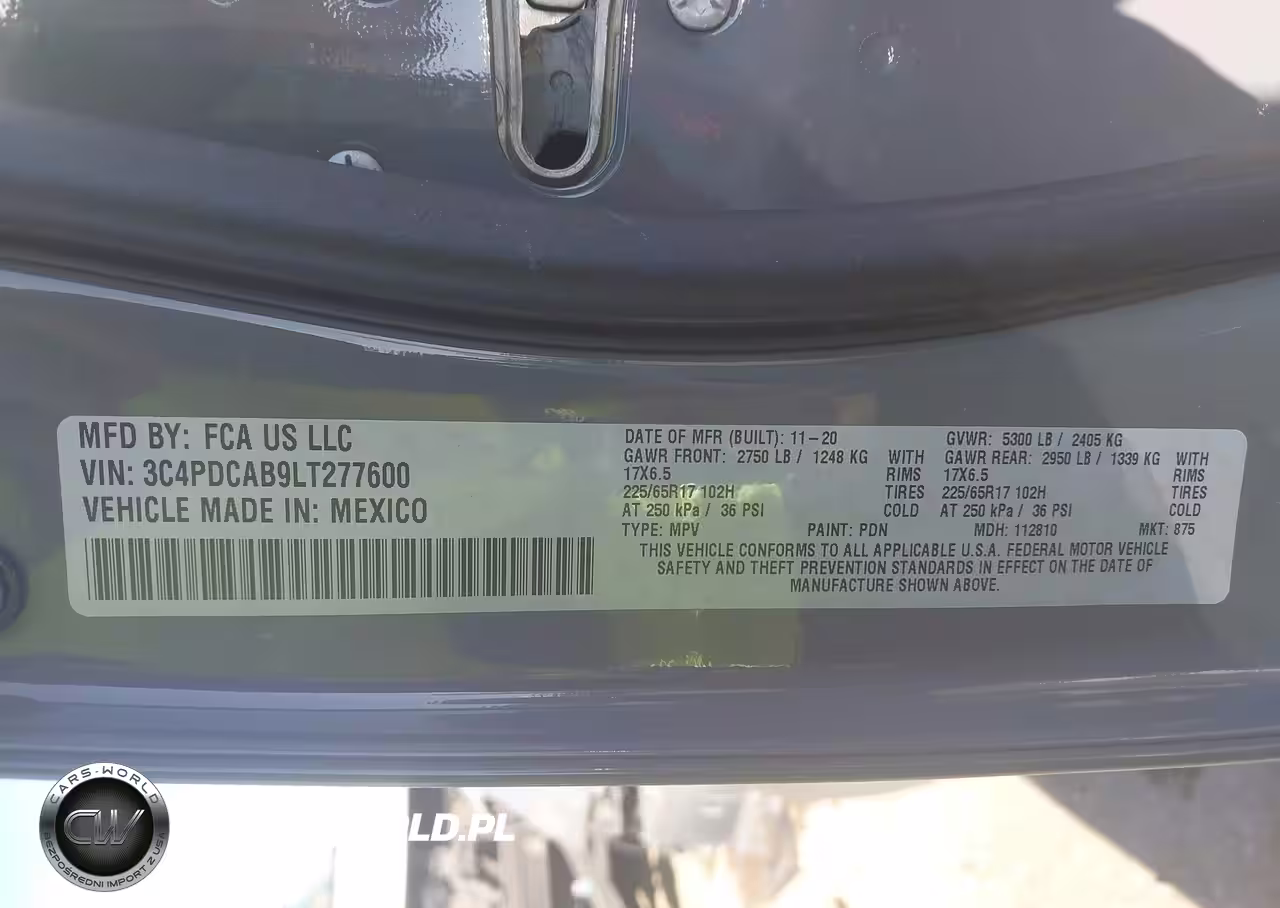 MFD BY: FCA US LLC
VIN: 3C4PDCAB9LT277600
VEHICLE MADE IN: MEXICO
DATE OF MFR (BUILT): 11-20 GVWR: 5300 LB / 2405 KG
GAWR FRONT: 2750 LB / 1248 KG WITH GAWR REAR: 2950 LB / 1339 KG WITH
17X6.5 RIMS 17X6.5 RIMS
225/65R17 102H TIRES 225/65R17 102H TIRES
AT 250 kPa / 36 PSI COLD AT 250 kPa / 36 PSI COLD
TYPE: MPV PAINT: PDN MDH: 112810 MKT: 875
THIS VEHICLE CONFORMS TO ALL APPLICABLE U.S.A. FEDERAL MOTOR VEHICLE
SAFETY AND THEFT PREVENTION STANDARDS IN EFFECT ON THE DATE OF
MANUFACTURE SHOWN ABOVE.
CARS-WORLD
CW
BEZPOŚREDNI IMPORT Z USA
LD.PL